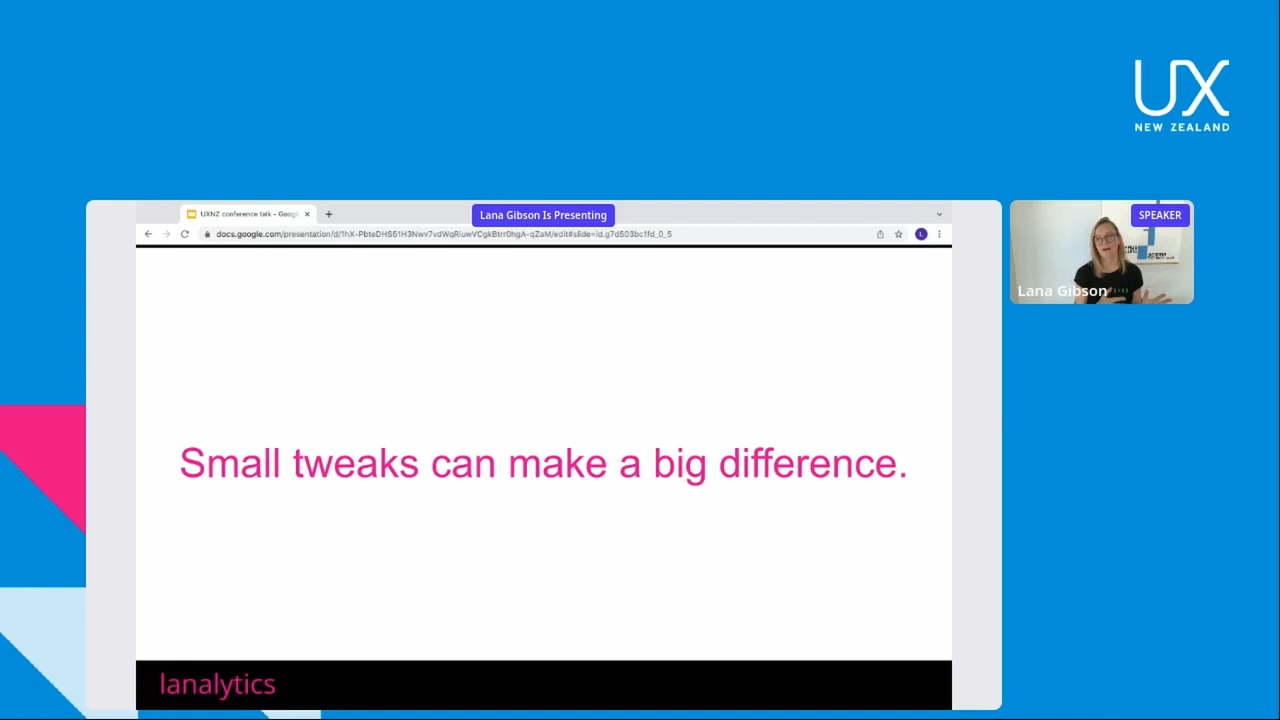 UX
NEW ZEALAND
UXNZ conference talk - Googl
Lana Gibson Is Presenting
SPEAKER
Lana Gibson
Small tweaks can make a big difference.
lanalytics